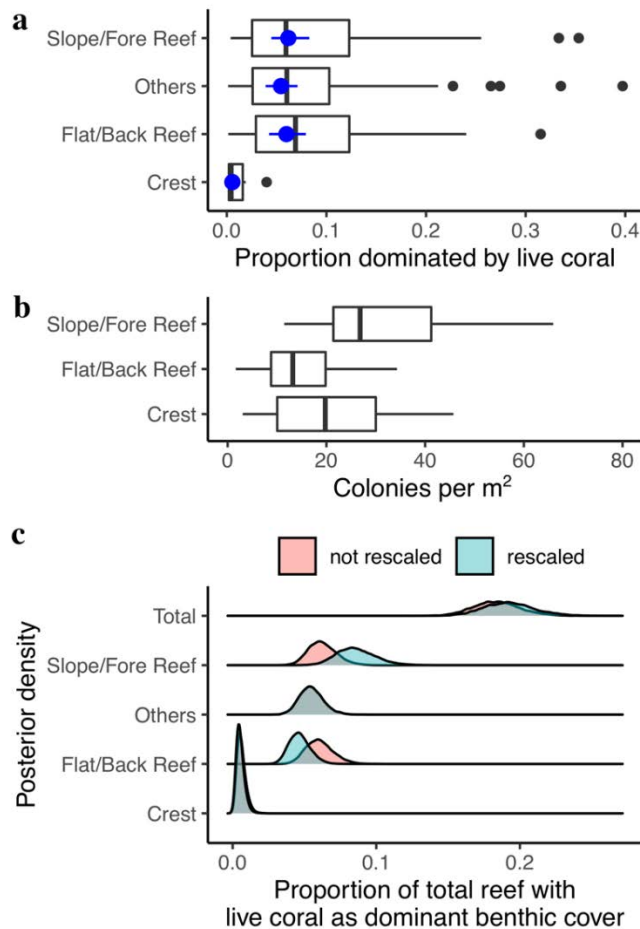 a
Slope/Fore Reef
Others
Flat/Back Reef
Crest
0.0 0.1 0.2 0.3 0.4
Proportion dominated by live coral
b
Slope/Fore Reef
Flat/Back Reef
Crest
0 20 40 60 80
Colonies per m²
c
not rescaled rescaled
Total
Slope/Fore Reef
Others
Flat/Back Reef
Crest
Posterior density
0.0 0.1 0.2
Proportion of total reef with
live coral as dominant benthic cover